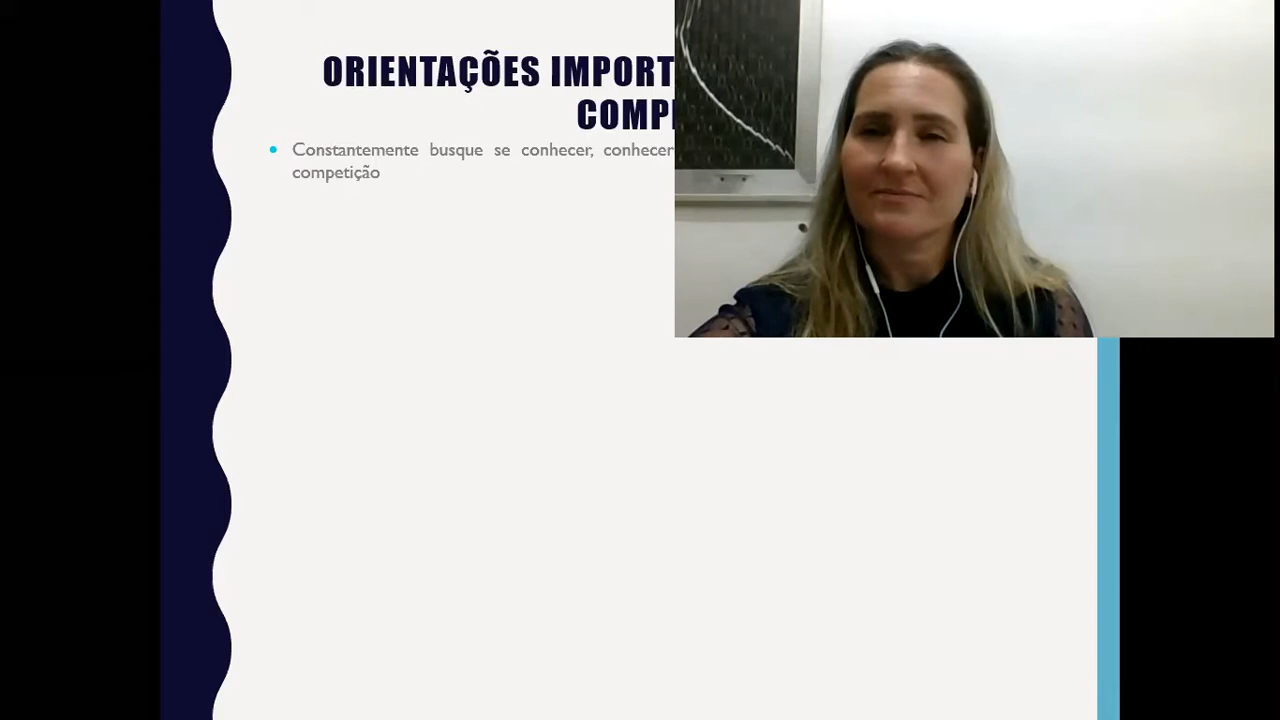 ORIENTAÇÕES IMPORT
COMP
Constantemente busque se conhecer, conhecer
competição